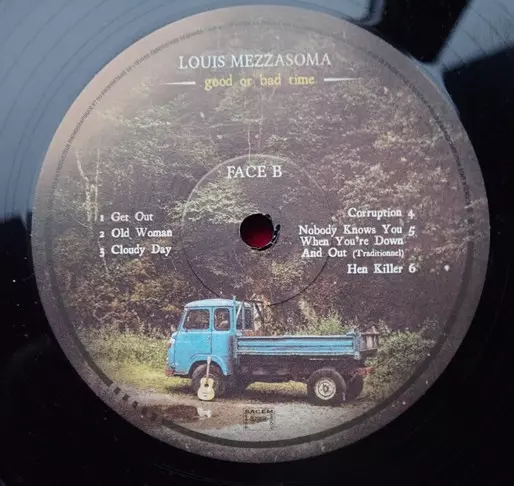 LOUIS MEZZASOMA
good or bad time
FACE B
1 Get Out
2 Old Woman
3 Cloudy Day
Corruption 4
Nobody Knows You 5
When You're Down
And Out (Traditionnel)
Hen Killer 6
SACEM